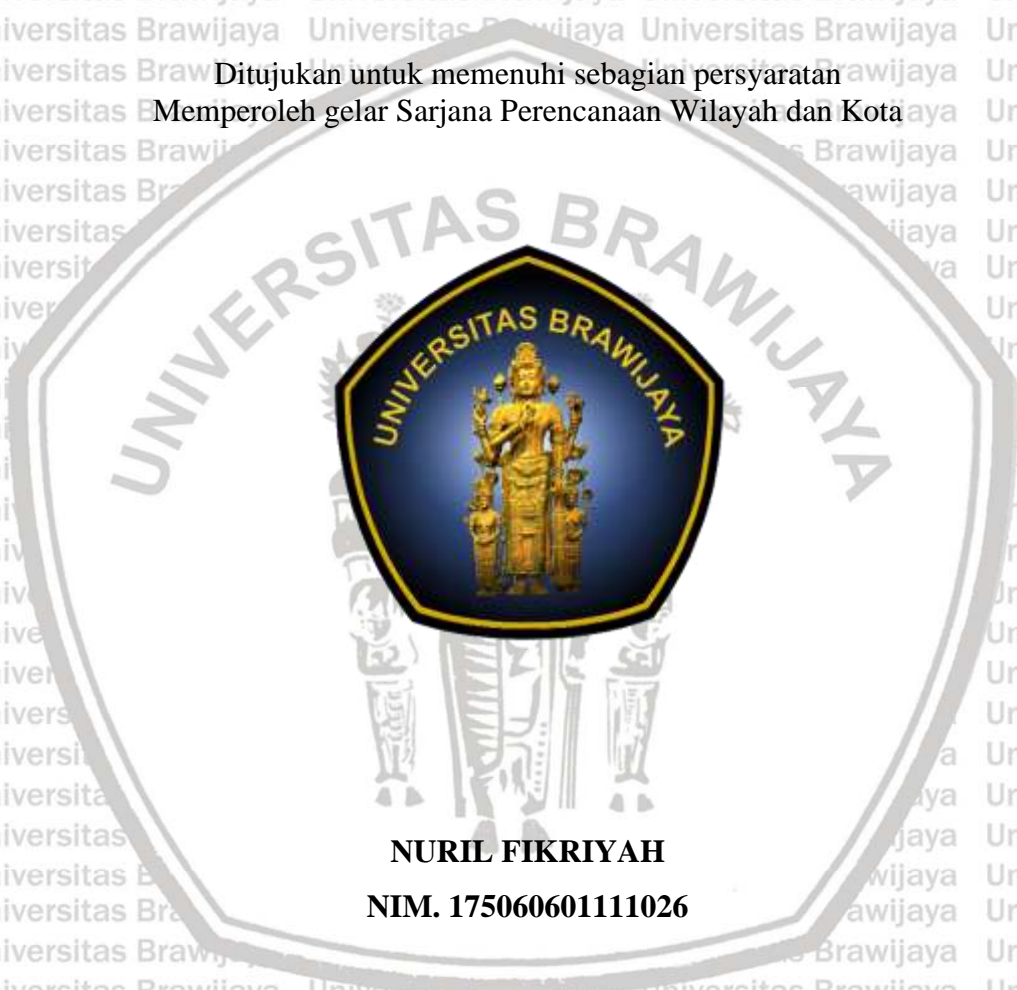 Ditujukan untuk memenuhi sebagian persyaratan
Memperoleh gelar Sarjana Perencanaan Wilayah dan Kota
UNIVERSITAS BRAWIJAYA
UNIVERSITAS BRAWIJAYA
NURIL FIKRIYAH
NIM. 175060601111026